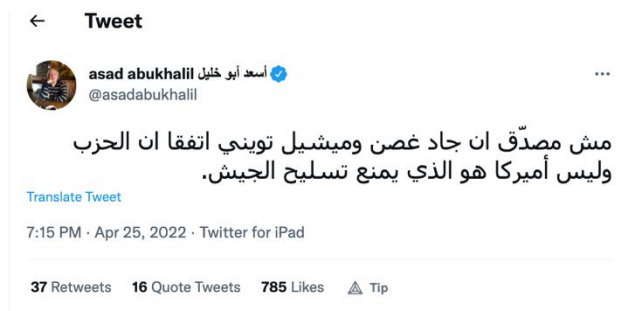 ← Tweet
asad abukhalil أسعد أبو خليل
@asadabukhalil
مش مصدّق ان جاد غصن وميشيل تويني اتفقا ان الحزب
وليس أميركا هو الذي يمنع تسليح الجيش.
Translate Tweet
7:15 PM · Apr 25, 2022 · Twitter for iPad
37 Retweets 16 Quote Tweets 785 Likes Tip